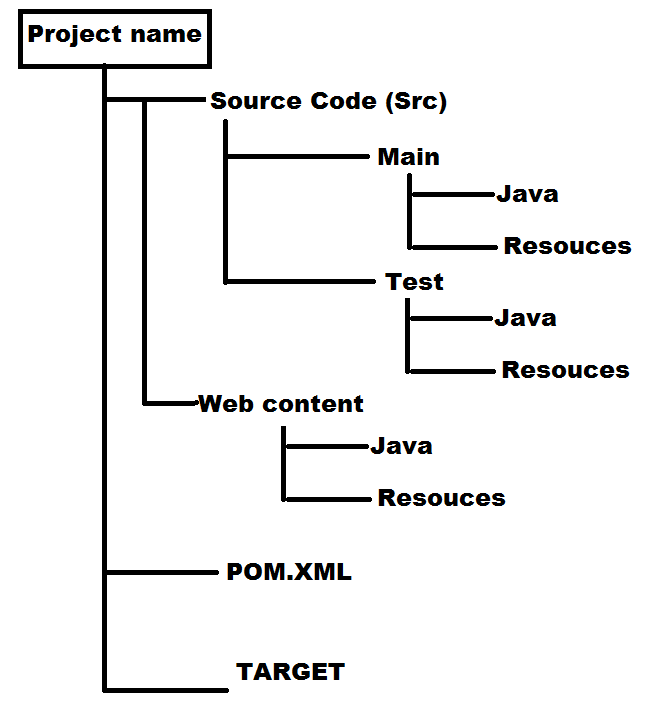 Project name
Source Code (Src)
Main
Java
Resouces
Test
Java
Resouces
Web content
Java
Resouces
POM.XML
TARGET